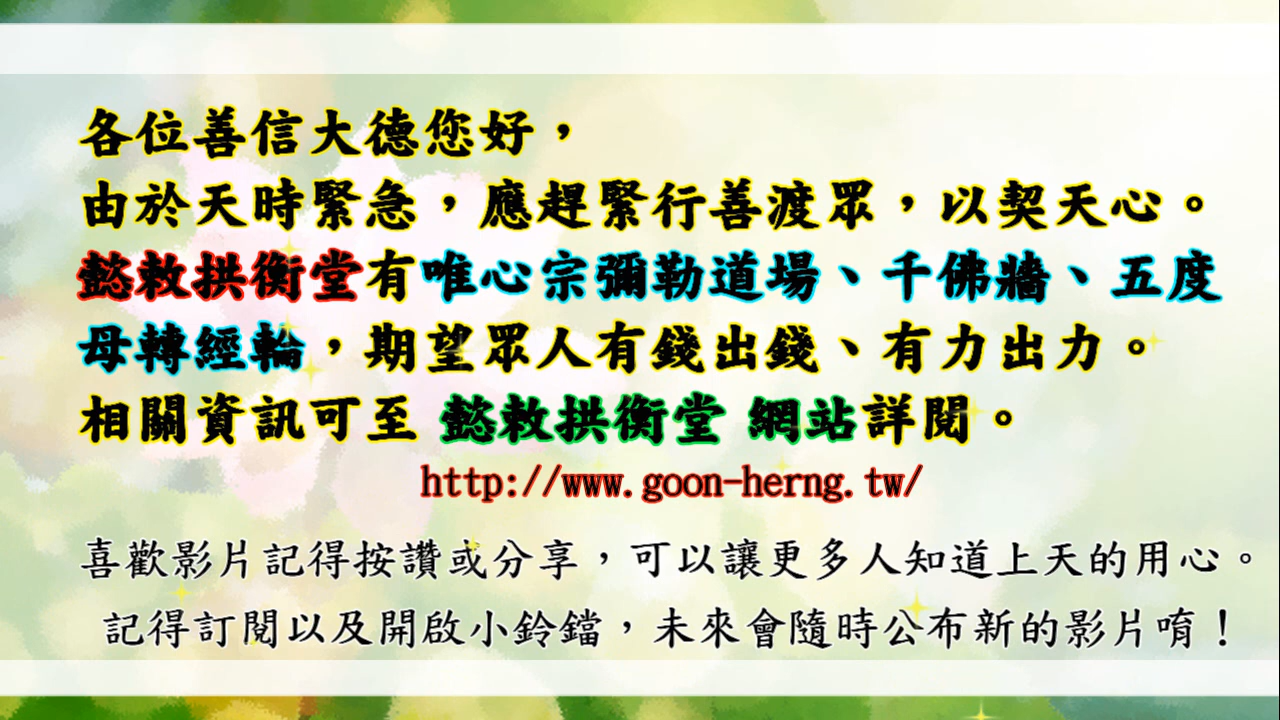 各位善信大德您好，
由於天時緊急，應趕緊行善渡眾，以契天心。
懿敕拱衡堂有唯心宗彌勒道場、千佛牆、五度
母轉經輪，期望眾人有錢出錢、有力出力。
相關資訊可至 懿敕拱衡堂 網站詳閱。
http://www.goon-herng.tw/
喜歡影片記得按讚或分享，可以讓更多人知道上天的用心。
記得訂閱以及開啟小鈴鐺，未來會隨時公布新的影片唷！